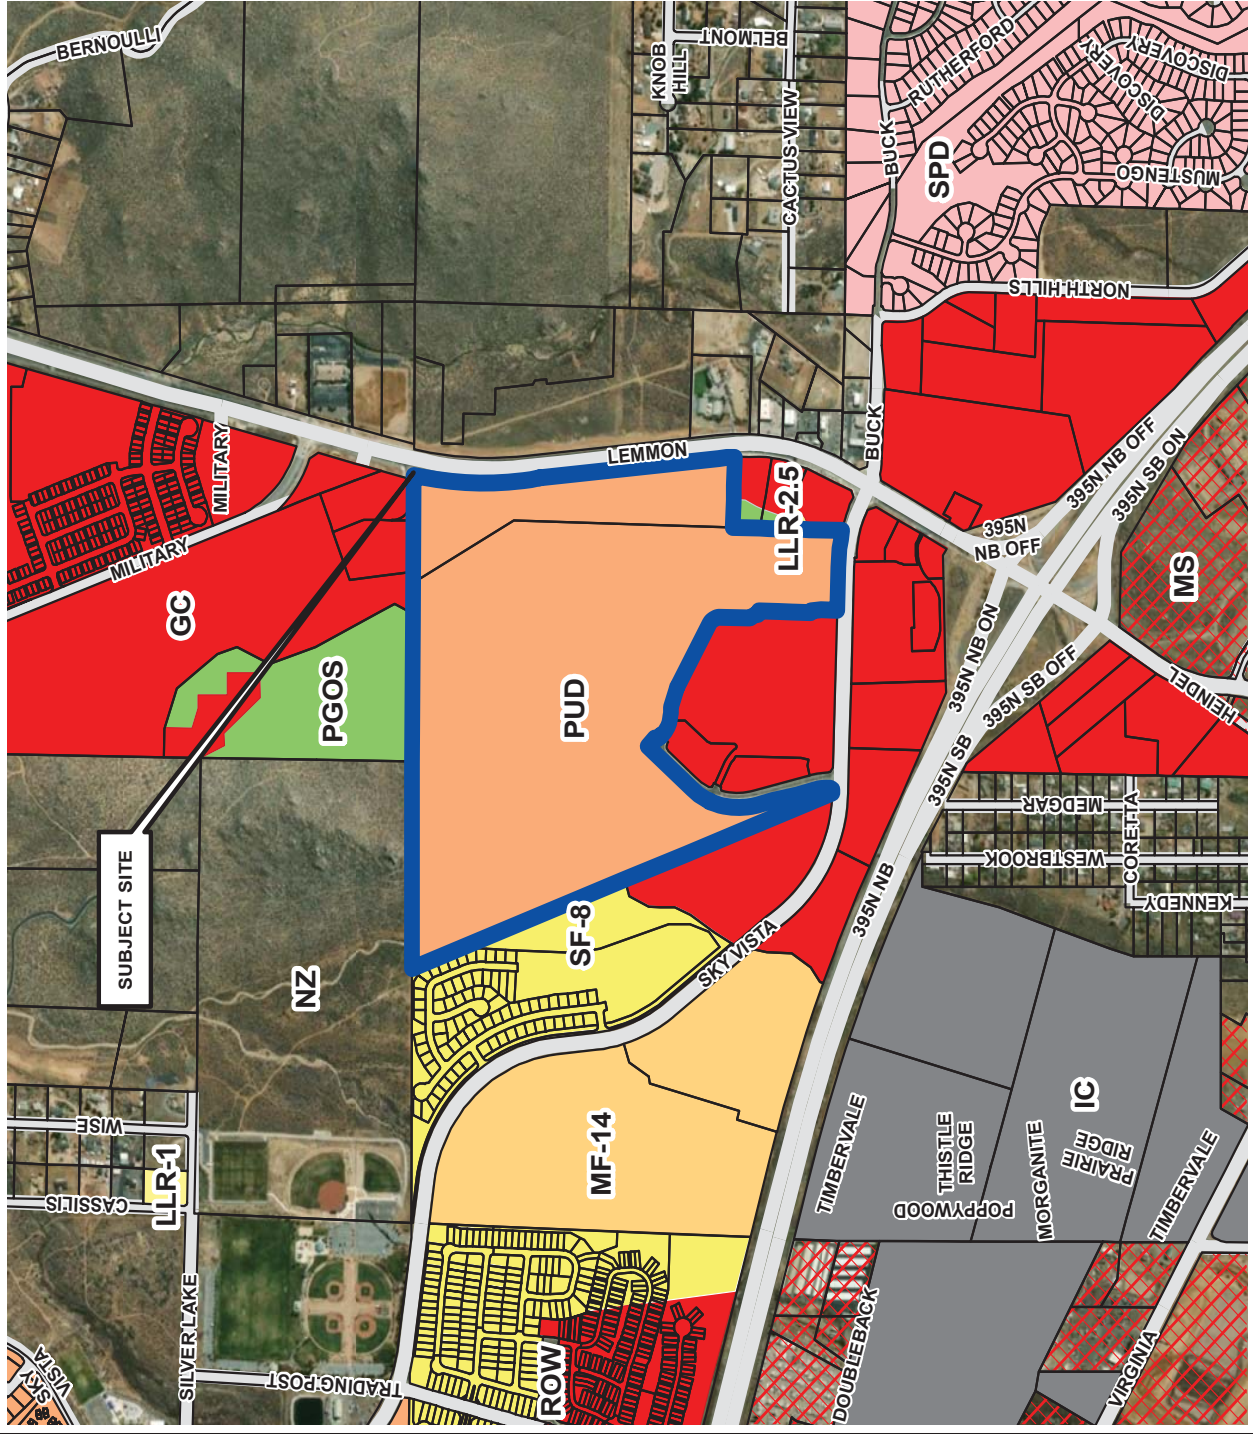 BERNOULLI
KNOB
HILL
BELMONT
CACTUS-VIEW
RUTHERFORD
DISCOVERY
DISCOVERY
BUCK
SPD
MUSTENGO
NORTH-HILLS
MILITARY
MILITARY
LEMMON
BUCK
395N NB OFF
395N SB ON
395N
NB OFF
GC
LLR-2.5
MS
PGOS
PUD
395N NB ON
395N SB OFF
HEINDEL
395N SB
SUBJECT SITE
MEDGAR
WESTBROOK
CORETTA
KENNEDY
395N NB
NZ
SF-8
SKY VISTA
WISE
CASSILIS
LLR-1
MF-14
TIMBERVALE
THISTLE
RIDGE
POPPYWOOD
IC
MORGANITE
PRAIRIE
RIDGE
TIMBERVALE
SILVER LAKE
SKY
VISTA
TRADING-POST
ROW
DOUBLEBACK
VIRGINIA